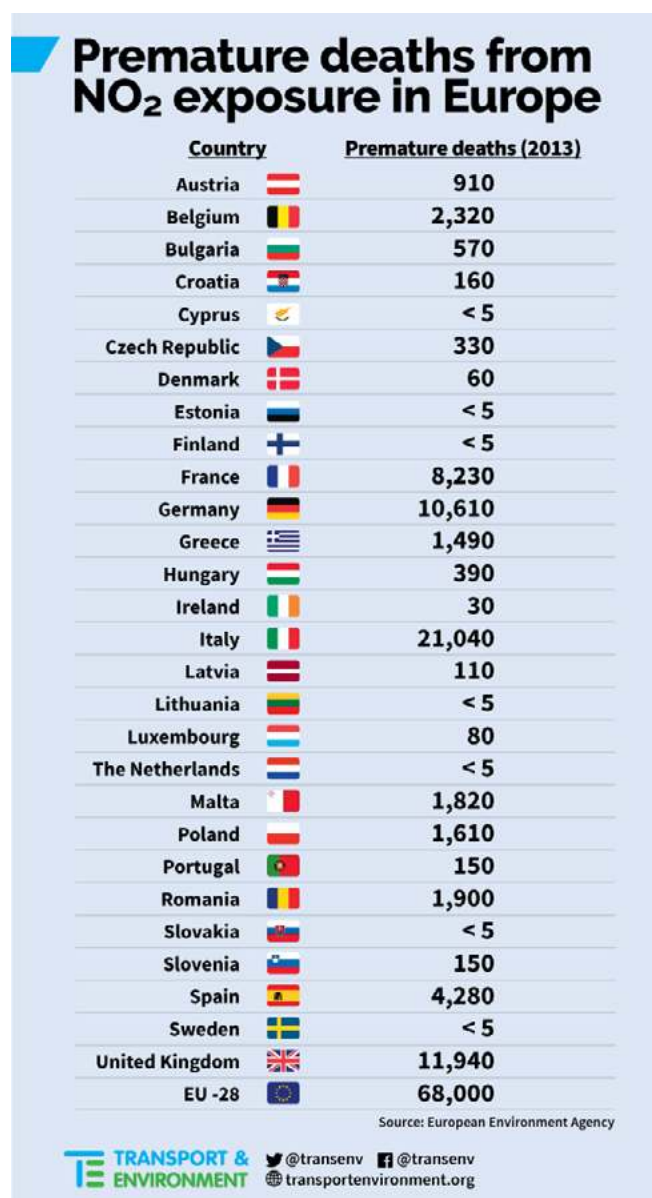 Premature deaths from
NO₂ exposure in Europe
Country Premature deaths (2013)
Austria 910
Belgium 2,320
Bulgaria 570
Croatia 160
Cyprus < 5
Czech Republic 330
Denmark 60
Estonia < 5
Finland < 5
France 8,230
Germany 10,610
Greece 1,490
Hungary 390
Ireland 30
Italy 21,040
Latvia 110
Lithuania < 5
Luxembourg 80
The Netherlands < 5
Malta 1,820
Poland 1,610
Portugal 150
Romania 1,900
Slovakia < 5
Slovenia 150
Spain 4,280
Sweden < 5
United Kingdom 11,940
EU -28 68,000
Source: European Environment Agency
TRANSPORT & @transenv @transenv
ENVIRONMENT transportenvironment.org